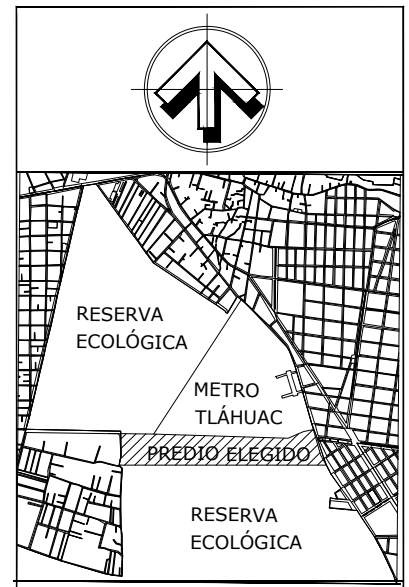 RESERVA
ECOLÓGICA
METRO
TLÁHUAC
PREDIO ELEGIDO
RESERVA
ECOLÓGICA